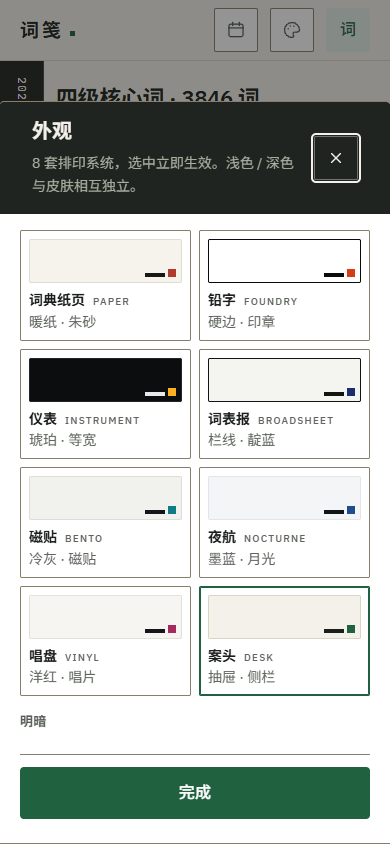 词笺
词
202
四级核心词 · 3846 词
外观
8 套排印系统，选中立即生效。浅色 / 深色
与皮肤相互独立。
词典纸页 PAPER
暖纸 · 朱砂
铅字 FOUNDRY
硬边 · 印章
仪表 INSTRUMENT
琥珀 · 等宽
词表报 BROADSHEET
栏线 · 靛蓝
磁贴 BENTO
冷灰 · 磁贴
夜航 NOCTURNE
墨蓝 · 月光
唱盘 VINYL
洋红 · 唱片
案头 DESK
抽屉 · 侧栏
明暗
完成